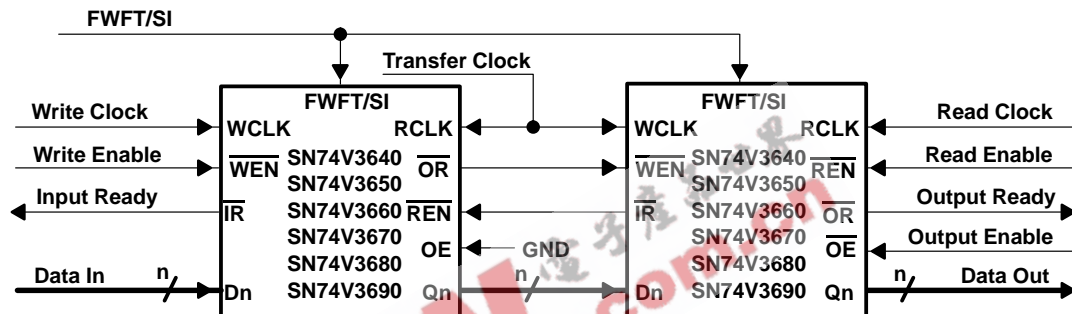 FWFT/SI
Transfer Clock
FWFT/SI
FWFT/SI
Write Clock
WCLK
RCLK
WCLK
RCLK
Read Clock
Write Enable
WEN
SN74V3640
OR
WEN
SN74V3640
REN
Read Enable
SN74V3650
SN74V3650
Input Ready
IR
SN74V3660
REN
IR
SN74V3660
OR
Output Ready
SN74V3670
OE
GND
SN74V3670
OE
Output Enable
SN74V3680
SN74V3680
Data In
n
Dn
SN74V3690
Qn
n
Dn
SN74V3690
Qn
n
Data Out
.com.cn